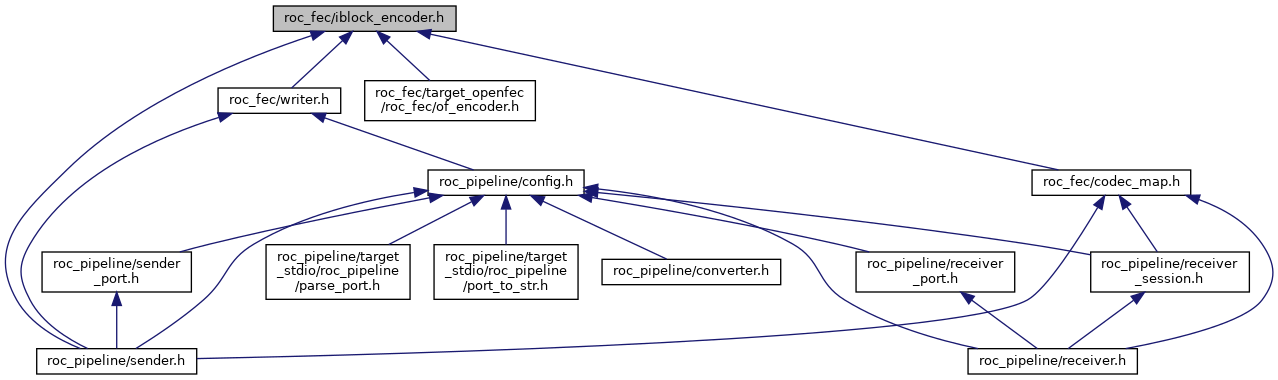 roc_fec/iblock_encoder.h
roc_fec/writer.h
roc_fec/target_openfec
/roc_fec/of_encoder.h
roc_pipeline/config.h
roc_fec/codec_map.h
roc_pipeline/sender
_port.h
roc_pipeline/target
_stdio/roc_pipeline
/parse_port.h
roc_pipeline/target
_stdio/roc_pipeline
/port_to_str.h
roc_pipeline/converter.h
roc_pipeline/receiver
_port.h
roc_pipeline/receiver
_session.h
roc_pipeline/sender.h
roc_pipeline/receiver.h